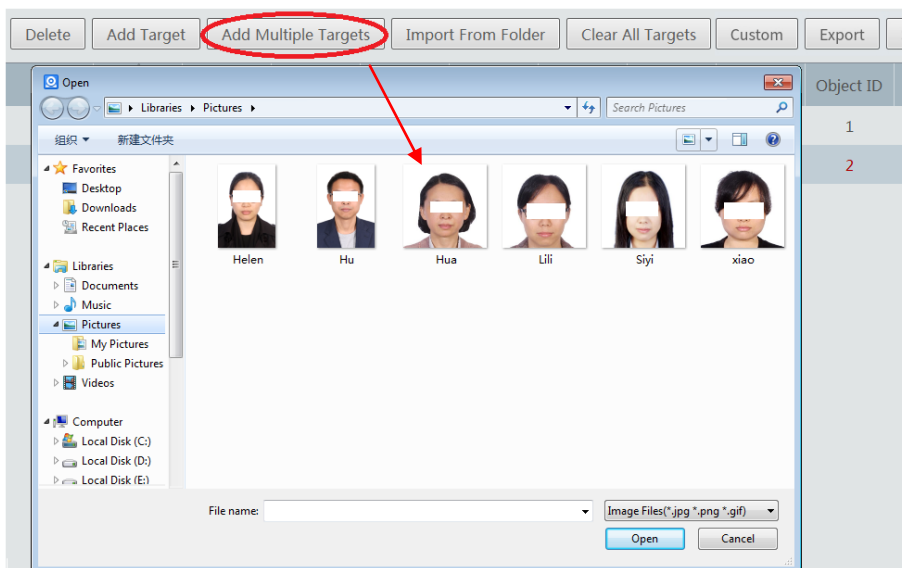 Delete Add Target Add Multiple Targets Import From Folder Clear All Targets Custom Export
Open
Libraries Pictures Search Pictures
Object ID
组织 新建文件夹
1
2
Favorites
Desktop
Downloads
Recent Places
Libraries
Documents
Music
Pictures
My Pictures
Public Pictures
Videos
Computer
Local Disk (C:)
Local Disk (D:)
Local Disk (E:)
Helen Hu Hua Lili Siyi xiao
File name: Image Files(*.jpg *.png *.gif)
Open Cancel